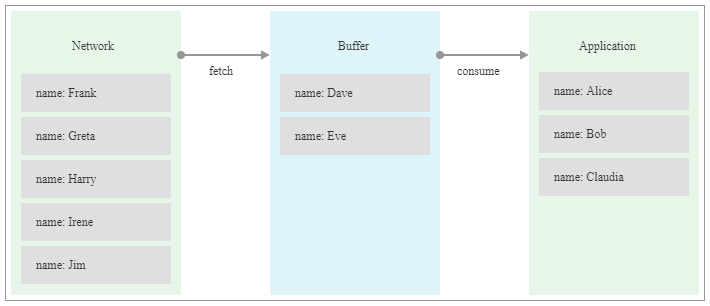 Network
name: Frank
name: Greta
name: Harry
name: Irene
name: Jim
fetch
Buffer
name: Dave
name: Eve
consume
Application
name: Alice
name: Bob
name: Claudia